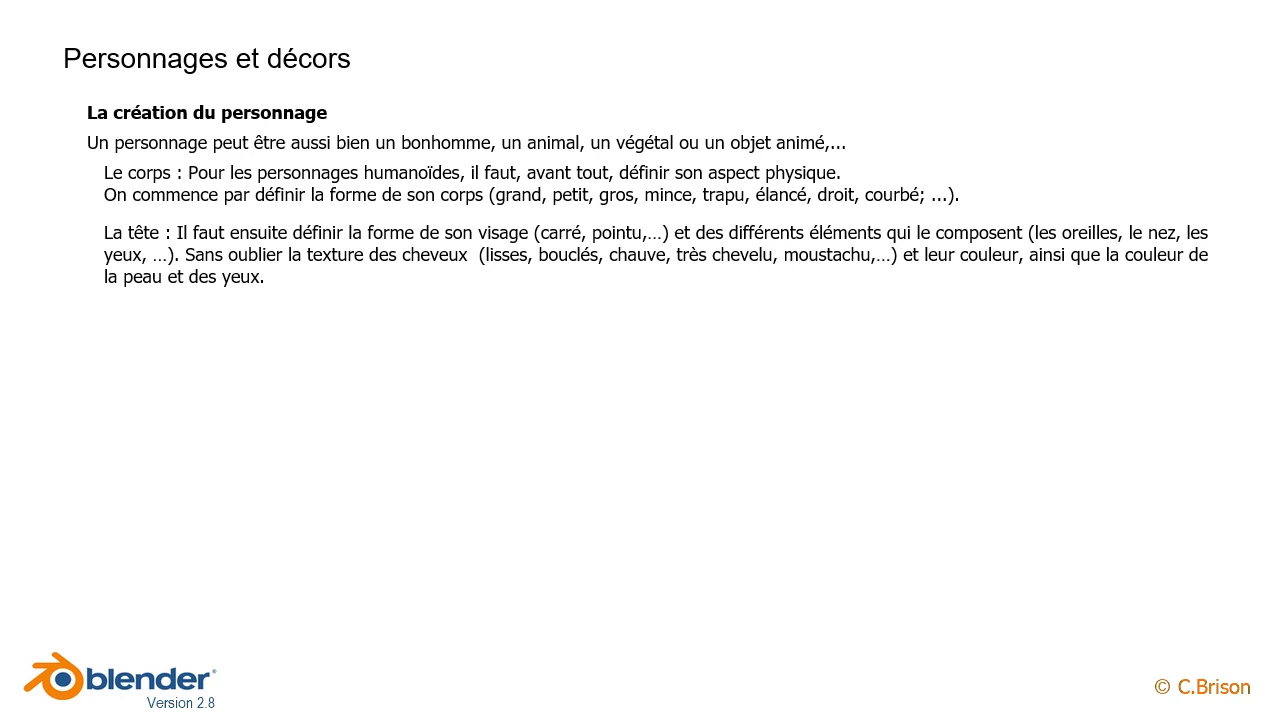 Personnages et décors
La création du personnage
Un personnage peut être aussi bien un bonhomme, un animal, un végétal ou un objet animé,...
Le corps : Pour les personnages humanoïdes, il faut, avant tout, définir son aspect physique.
On commence par définir la forme de son corps (grand, petit, gros, mince, trapu, élancé, droit, courbé; ...).
La tête : Il faut ensuite définir la forme de son visage (carré, pointu,...) et des différents éléments qui le composent (les oreilles, le nez, les
yeux, ...). Sans oublier la texture des cheveux  (lisses, bouclés, chauve, très chevelu, moustachu,...) et leur couleur, ainsi que la couleur de
la peau et des yeux.
blender®
Version 2.8
© C.Brison